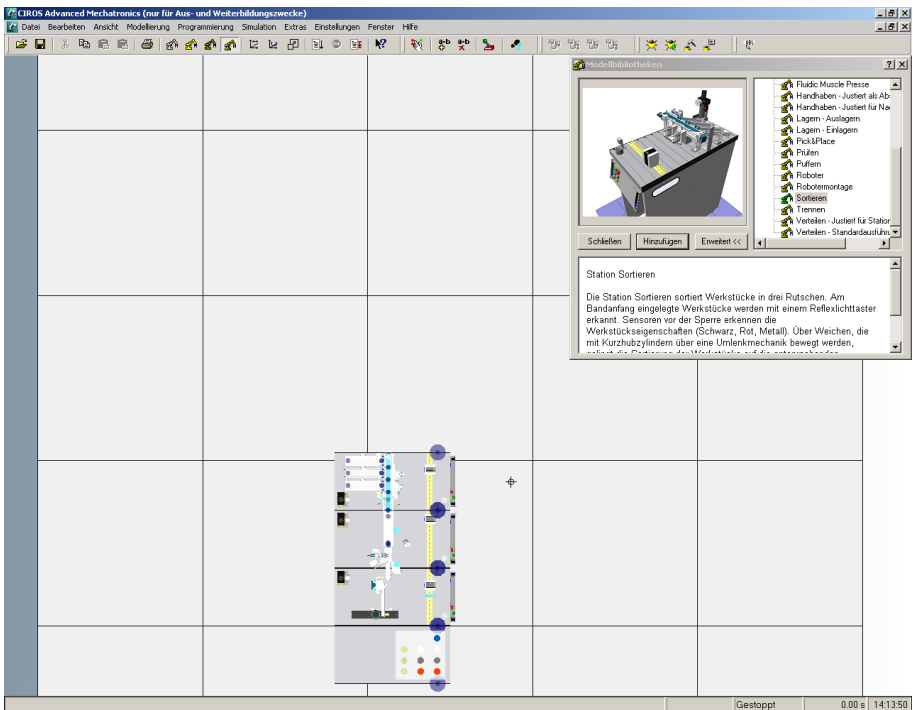 CIROS Advanced Mechatronics (nur für Aus- und Weiterbildungszwecke)
Datei Bearbeiten Ansicht Modellierung Programmierung Simulation Extras Einstellungen Fenster Hilfe
Modellbibliotheken
Fluidic Muscle Presse
Handhaben - Justiert als Ab
Handhaben - Justiert für Na
Lagern - Auslagern
Lagern - Einlagern
Pick&Place
Prüfen
Puffern
Roboter
Robotermontage
Sortieren
Trennen
Verteilen - Justiert für Station
Verteilen - Standardausführu
Schließen Hinzufügen Erweitert <<
Station Sortieren
Die Station Sortieren sortiert Werkstücke in drei Rutschen. Am
Bandanfang eingelegte Werkstücke werden mit einem Reflexlichttaster
erkannt. Sensoren vor der Sperre erkennen die
Werkstückseigenschaften (Schwarz, Rot, Metall). Über Weichen, die
mit Kurzhubzylindern über eine Umlenkmechanik bewegt werden,
Gestoppt 0.00 s 14:13:50